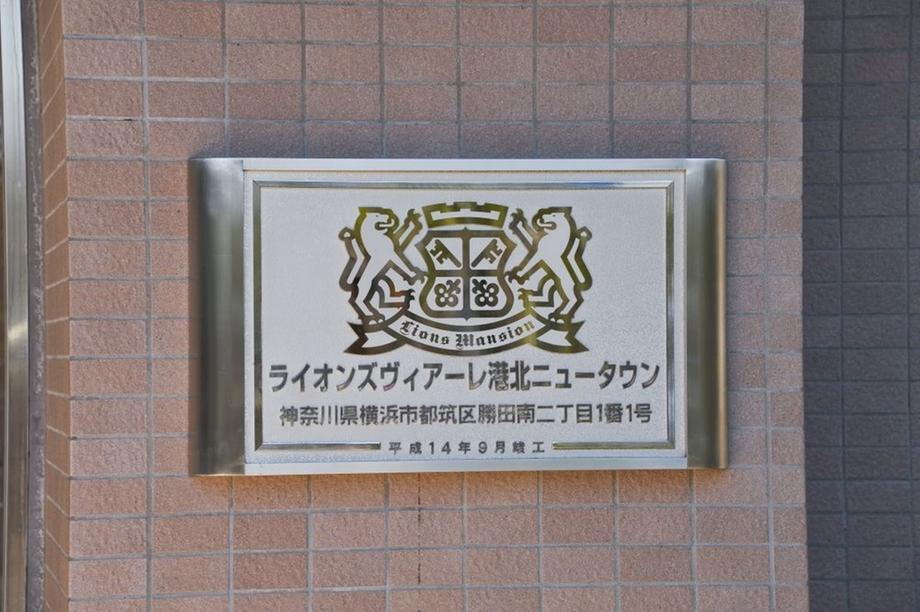 Lions Mansion
ライオンズヴィアーレ港北ニュータウン
神奈川県横浜市都筑区勝田南二丁目1番1号
平成14年9月竣工